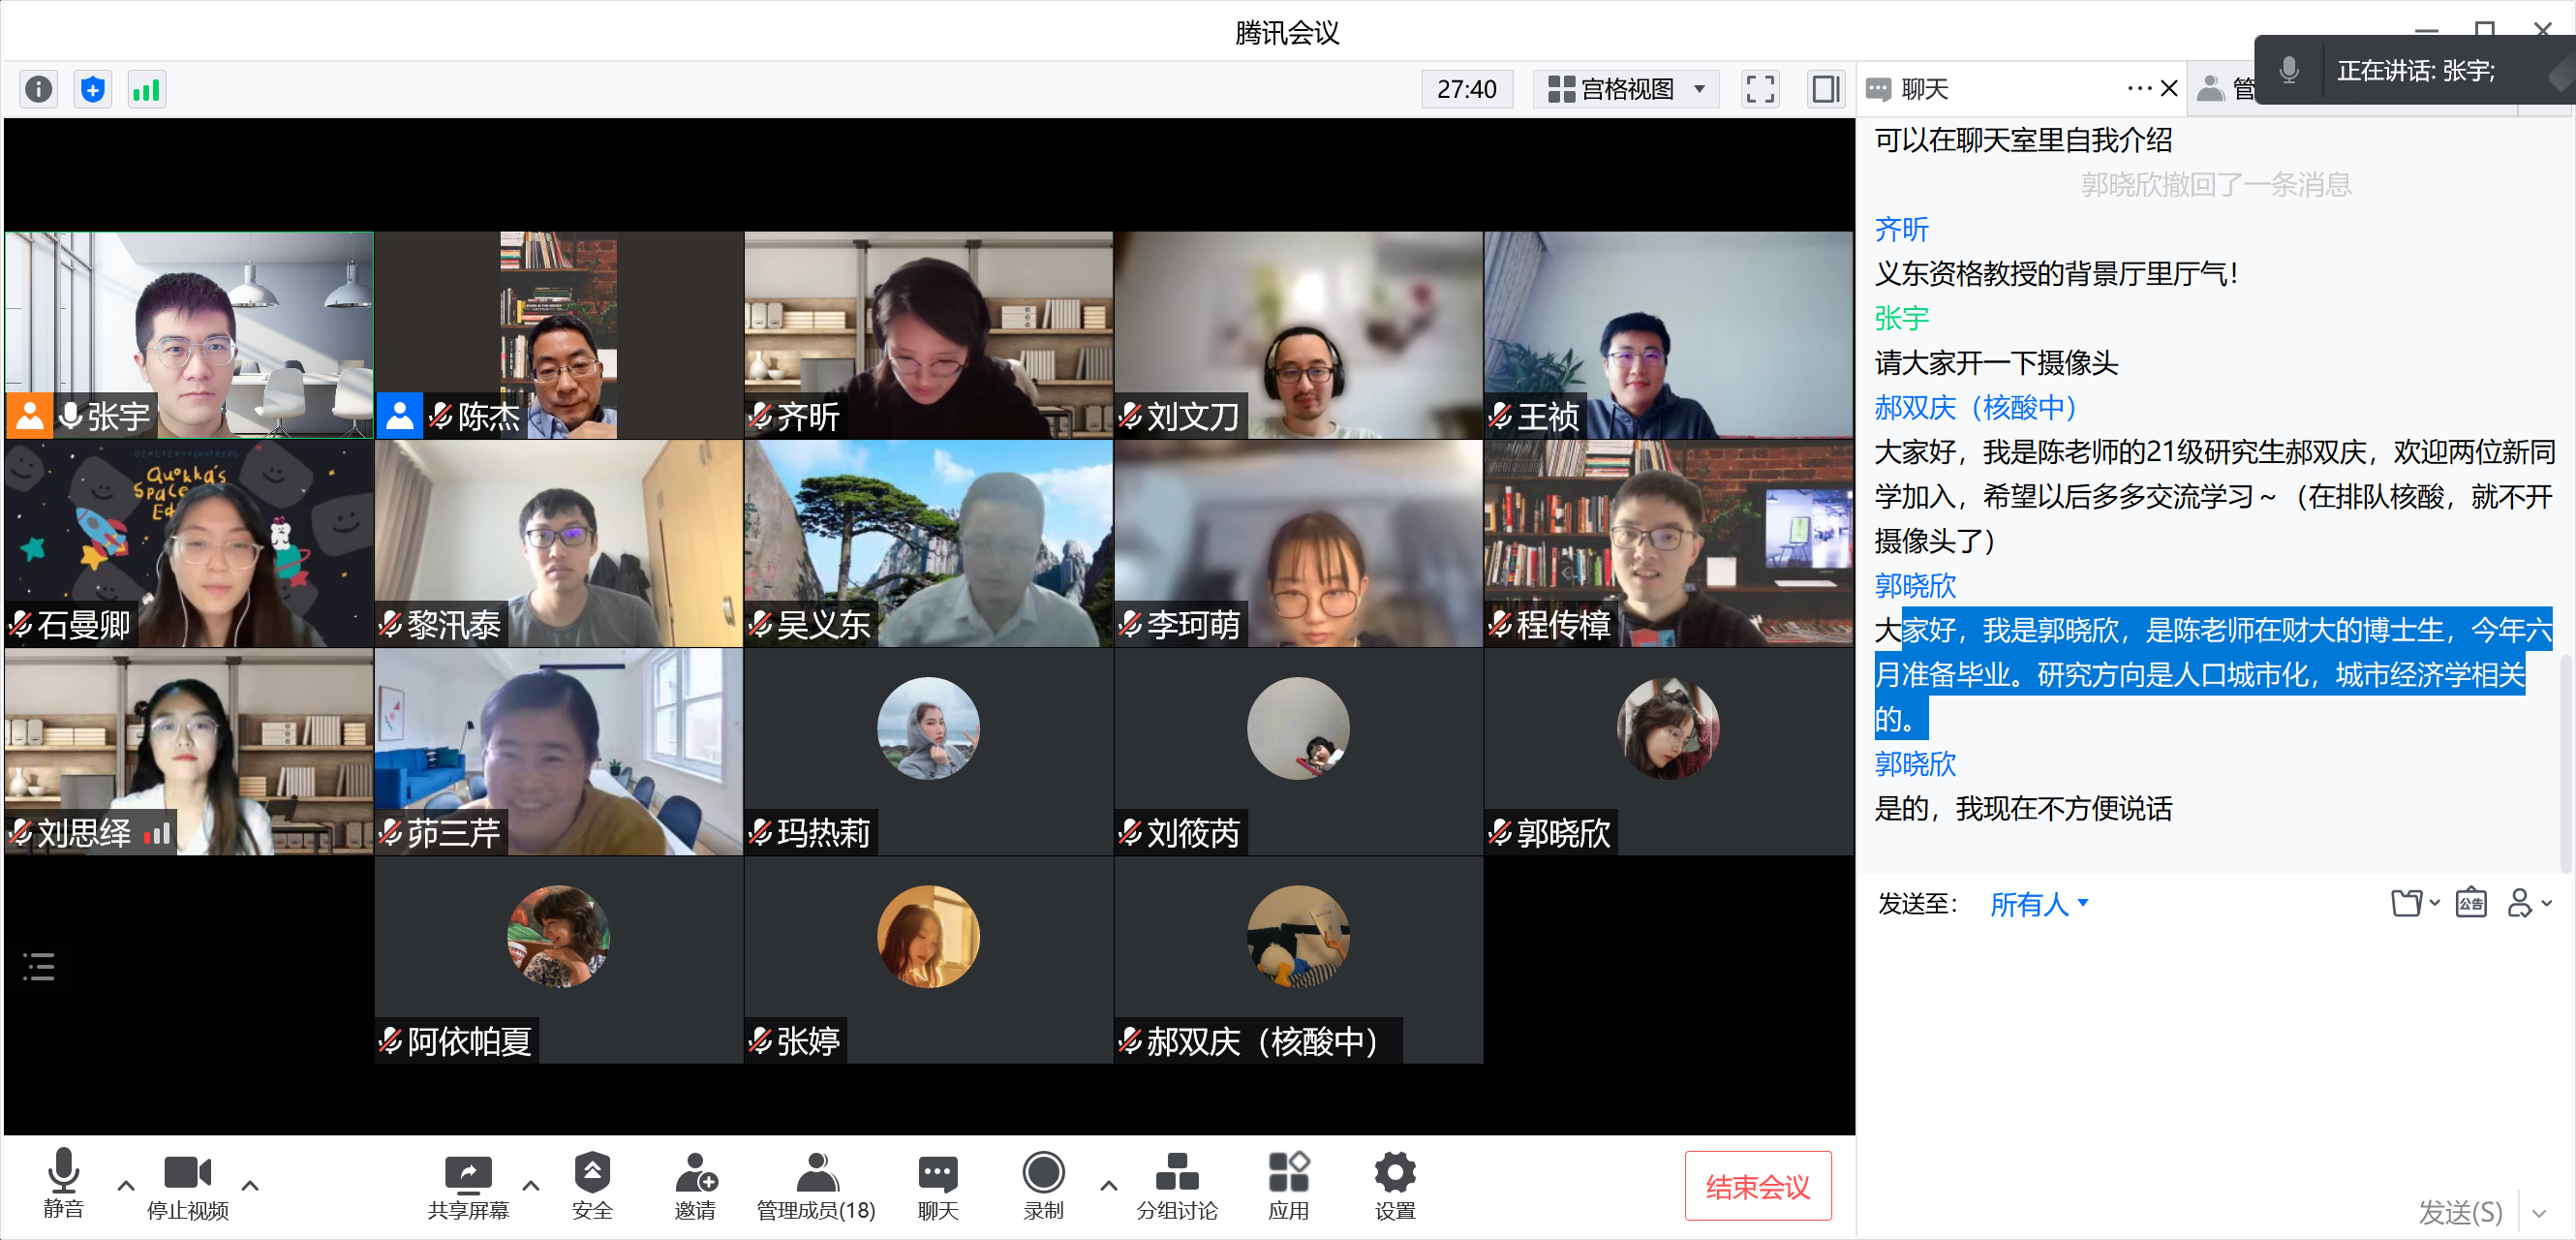 腾讯会议
27:40
宫格视图
聊天
管
正在讲话: 张宇;
可以在聊天室里自我介绍
郭晓欣撤回了一条消息
齐昕
义东资格教授的背景厅里厅气！
张宇
请大家开一下摄像头
郝双庆（核酸中）
大家好，我是陈老师的21级研究生郝双庆，欢迎两位新同
学加入，希望以后多多交流学习～（在排队核酸，就不开
摄像头了）
郭晓欣
大家好，我是郭晓欣，是陈老师在财大的博士生，今年六
月准备毕业。研究方向是人口城市化，城市经济学相关
的。
郭晓欣
是的，我现在不方便说话
发送至：
所有人
公告
发送(S)
张宇
陈杰
齐昕
刘文刀
王祯
Quokka's
Space
石曼卿
黎汛泰
吴义东
李珂萌
程传樟
刘思绎
茆三芹
玛热莉
刘筱芮
郭晓欣
阿依帕夏
张婷
郝双庆（核酸中）
静音
停止视频
共享屏幕
安全
邀请
管理成员(18)
聊天
录制
分组讨论
应用
设置
结束会议